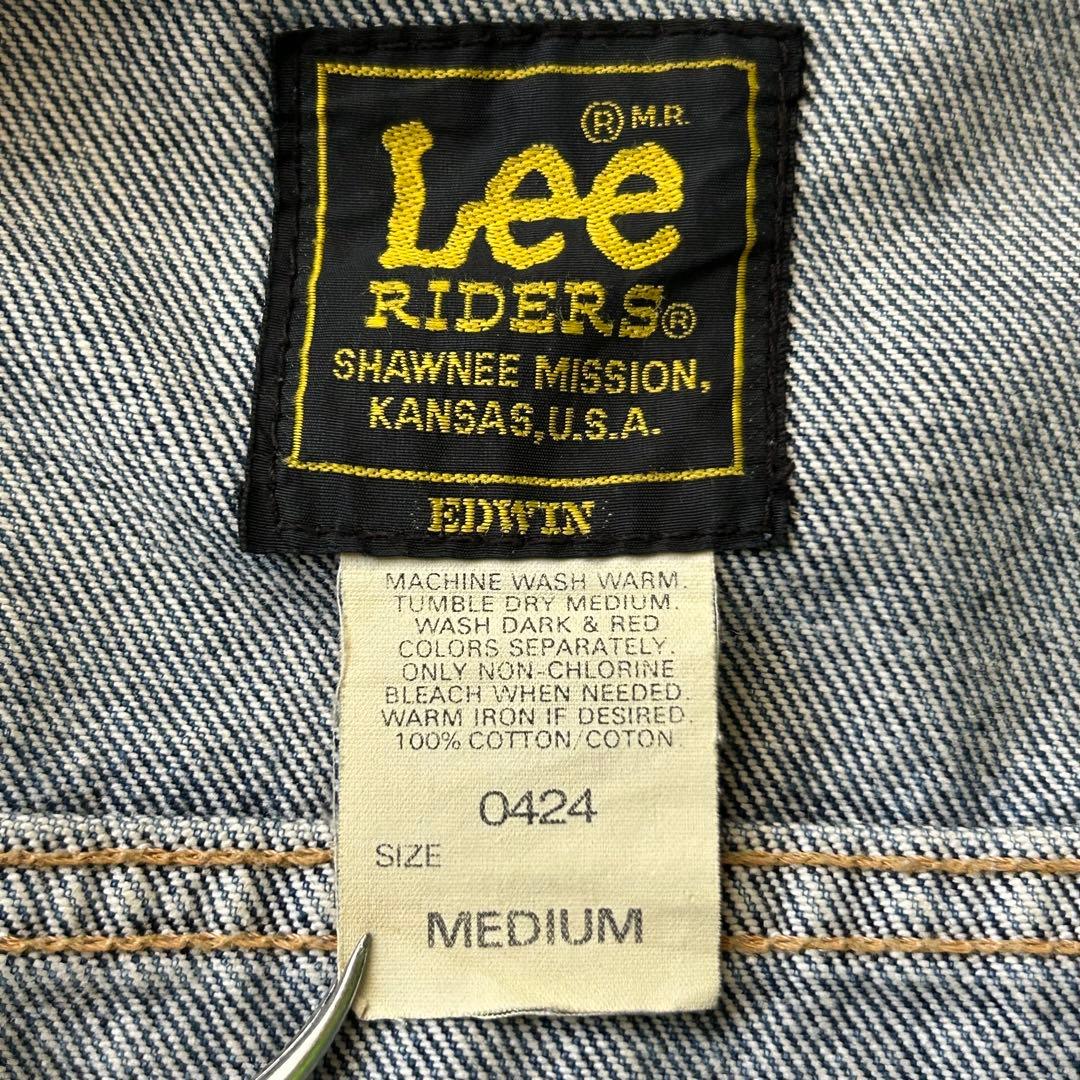 ® M.R.
Lee
RIDERS®
SHAWNEE MISSION,
KANSAS, U.S.A.
EDWIN
MACHINE WASH WARM.
TUMBLE DRY MEDIUM.
WASH DARK & RED
COLORS SEPARATELY.
ONLY NON-CHLORINE
BLEACH WHEN NEEDED.
WARM IRON IF DESIRED.
100% COTTON/COTON
0424
SIZE
MEDIUM